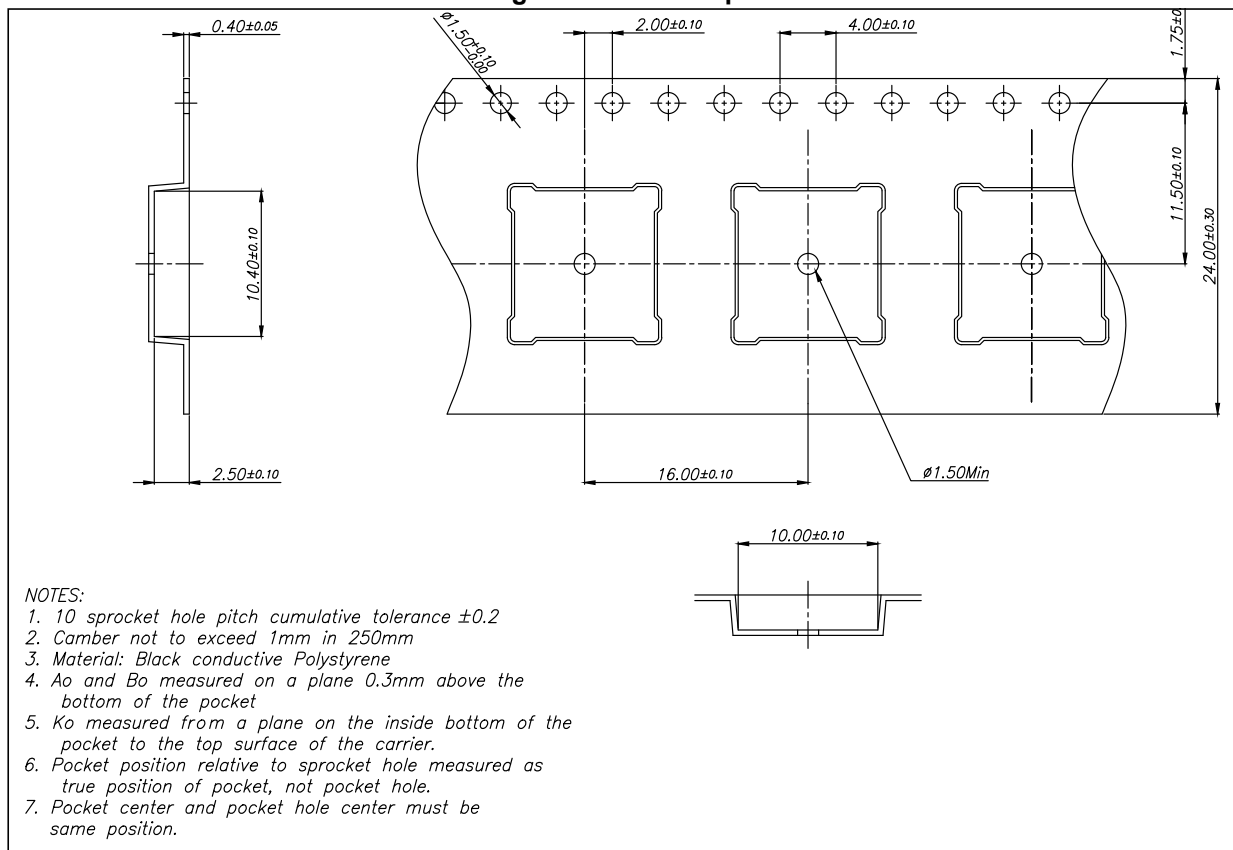 0.40±0.05
ø1.50+0.10
-0.00
2.00±0.10
4.00±0.10
10.40±0.10
11.50±0.10
24.00±0.30
2.50±0.10
16.00±0.10
ø1.50Min
10.00±0.10
NOTES:
1. 10 sprocket hole pitch cumulative tolerance ±0.2
2. Camber not to exceed 1mm in 250mm
3. Material: Black conductive Polystyrene
4. Ao and Bo measured on a plane 0.3mm above the
bottom of the pocket
5. Ko measured from a plane on the inside bottom of the
pocket to the top surface of the carrier.
6. Pocket position relative to sprocket hole measured as
true position of pocket, not pocket hole.
7. Pocket center and pocket hole center must be
same position.